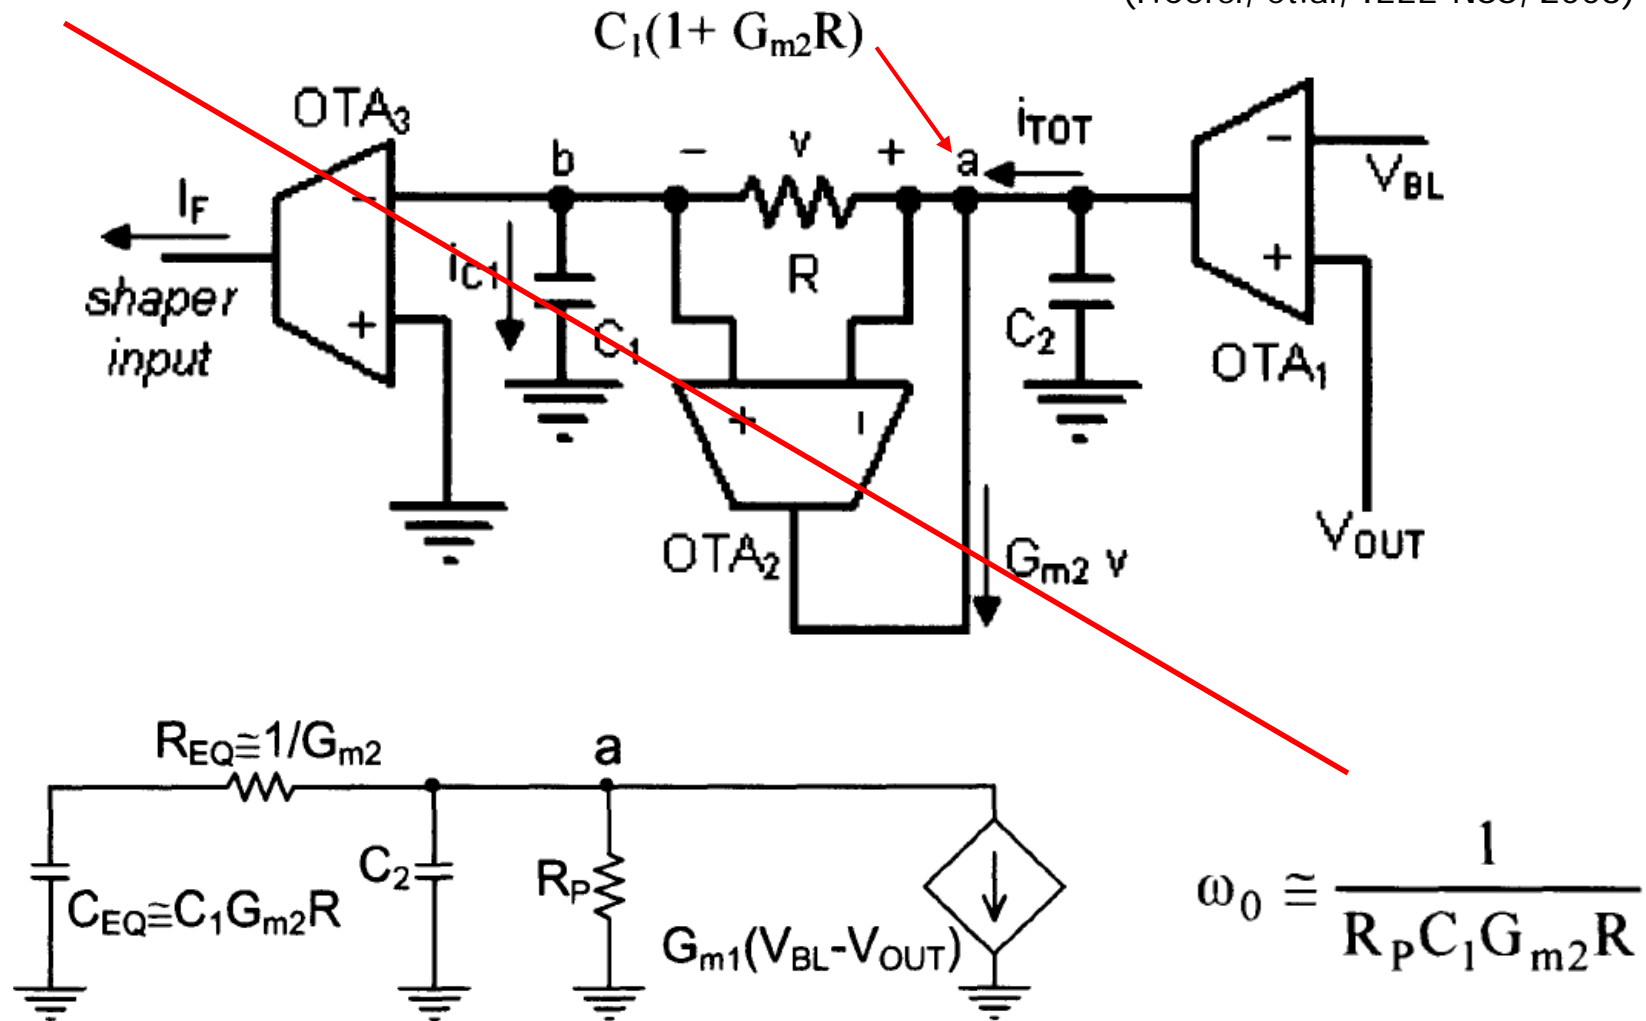 C₁(1+ Gₘ₂R)
OTA₃
b
−
v
+
a
iTOT
−
VBL
IF
−
iC1
R
+
shaper
input
+
C₁
C₂
OTA₁
+
−
OTA₂
Gm2 v
VOUT
REQ≅1/Gm2
a
C₂
RP
CEQ≅C₁Gm2R
Gm1(VBL-VOUT)
ω₀ ≅ 1
RPC₁Gm2R